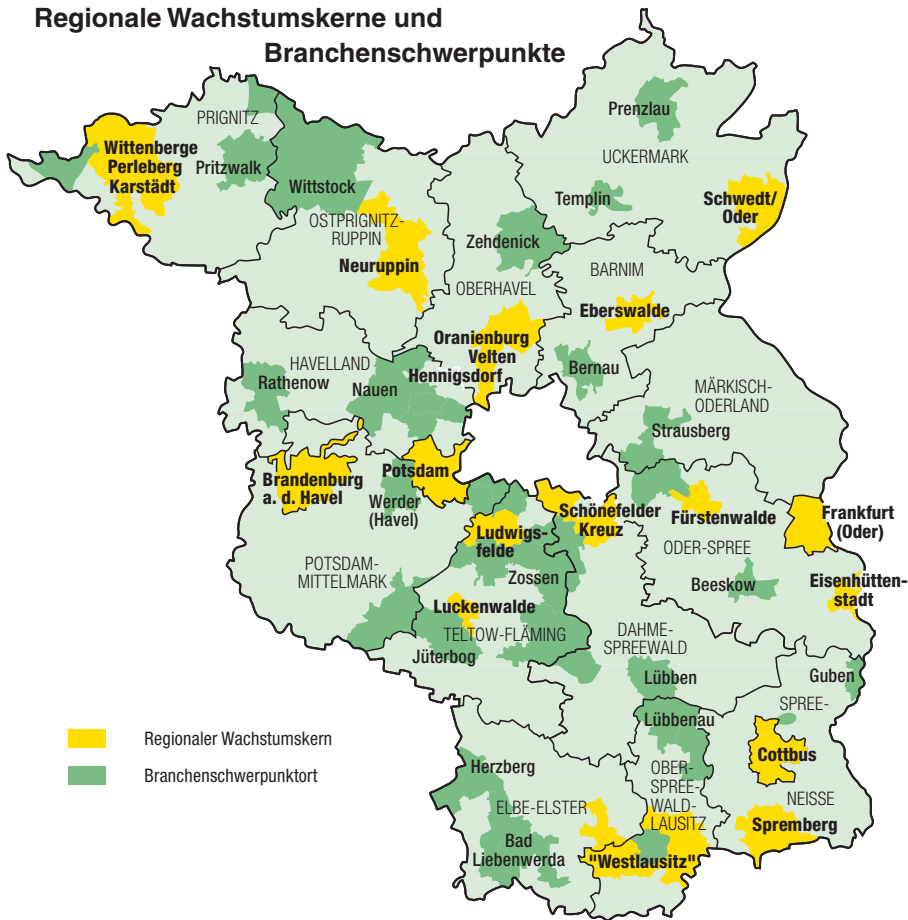 Regionale Wachstumskerne und
Branchenschwerpunkte
PRIGNITZ
Wittenberge
Perleberg
Karstädt
Pritzwalk
Wittstock
OSTPRIGNITZ-
RUPPIN
Neuruppin
Prenzlau
UCKERMARK
Templin
Schwedt/
Oder
Zehdenick
OBERHAVEL
BARNIM
Eberswalde
Oranienburg
Velten
Hennigsdorf
Bernau
HAVELLAND
Rathenow
Nauen
MÄRKISCH-
ODERLAND
Strausberg
Brandenburg
a. d. Havel
Potsdam
Werder
(Havel)
Schönefelder
Kreuz
Fürstenwalde
Frankfurt
(Oder)
Ludwigs-
felde
ODER-SPREE
POTSDAM-
MITTELMARK
Zossen
Beeskow
Eisenhütten-
stadt
Luckenwalde
TELTOW-FLÄMING
Jüterbog
DAHME-
SPREEWALD
Lübben
Guben
Lübbenau
SPREE-
Cottbus
NEISSE
Spremberg
Regionaler Wachstumskern
Branchenschwerpunktort
Herzberg
ELBE-ELSTER
OBER-
SPREE-
WALD-
LAUSITZ
Bad
Liebenwerda
"Westlausitz"